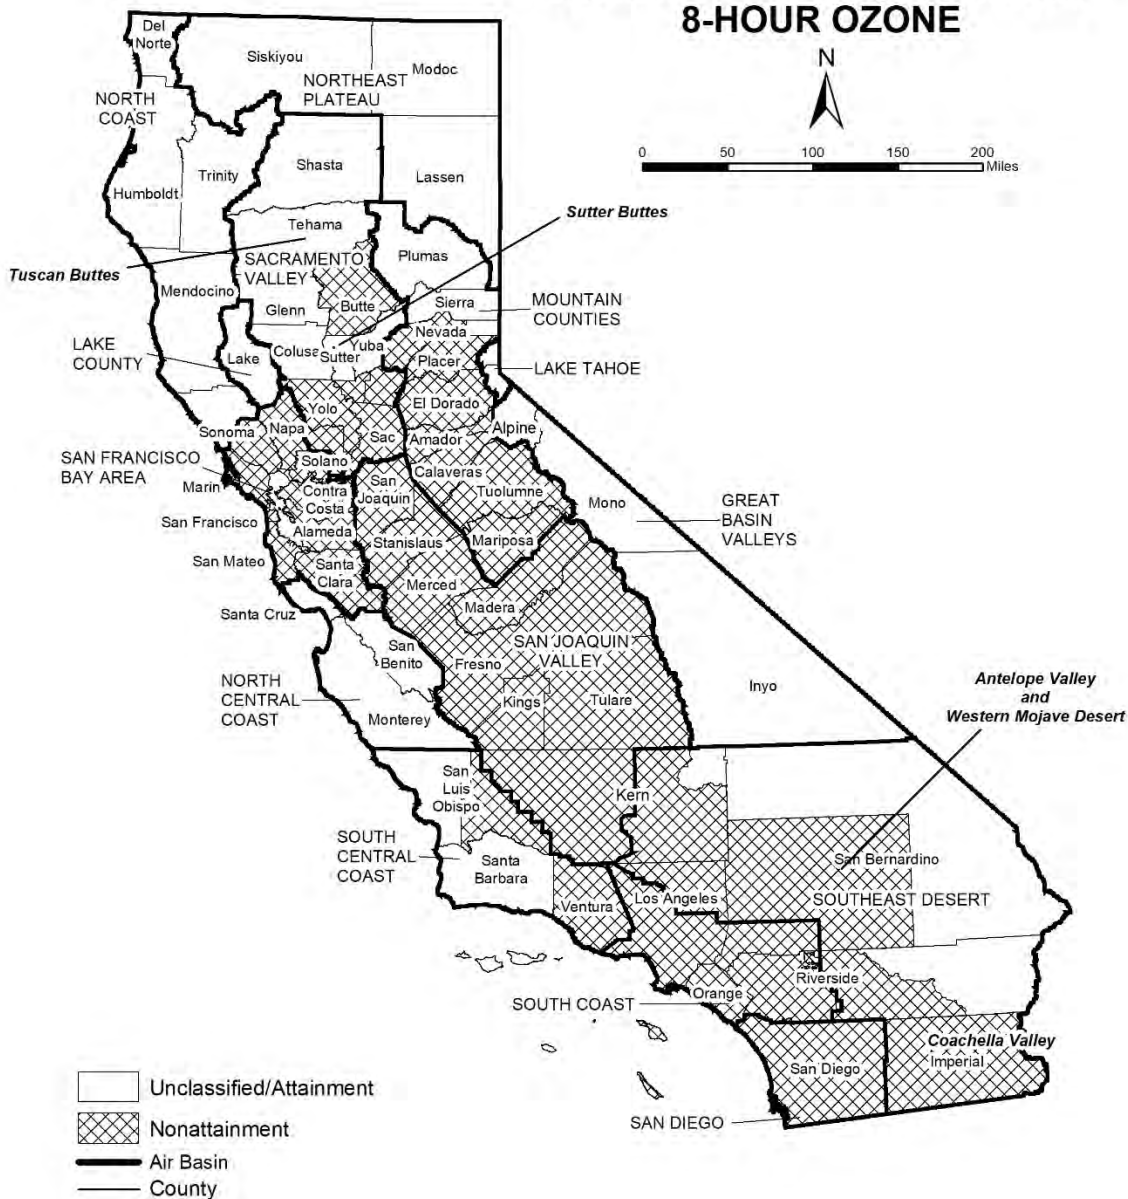 8-HOUR OZONE
N
0 50 100 150 200
Miles
Del
Norte
Siskiyou
Modoc
NORTHEAST
PLATEAU
NORTH
COAST
Shasta
Trinity
Lassen
Humboldt
Sutter Buttes
Tehama
Plumas
SACRAMENTO
VALLEY
Tuscan Buttes
Mendocino
Butte
Sierra
MOUNTAIN
COUNTIES
Glenn
Nevada
LAKE
COUNTY
Yuba
Colusa
Sutter
Lake
Placer
LAKE TAHOE
Yolo
El Dorado
Sonoma
Napa
Sac
Amador
Alpine
SAN FRANCISCO
BAY AREA
Solano
Calaveras
Marin
Contra
Costa
San
Joaquin
Tuolumne
Mono
GREAT
BASIN
VALLEYS
San Francisco
Alameda
Stanislaus
Mariposa
San Mateo
Santa
Clara
Merced
Santa Cruz
Madera
San
Benito
SAN JOAQUIN
VALLEY
Fresno
NORTH
CENTRAL
COAST
Kings
Tulare
Inyo
Antelope Valley
and
Western Mojave Desert
Monterey
San
Luis
Obispo
Kern
SOUTH
CENTRAL
COAST
Santa
Barbara
San Bernardino
Ventura
Los Angeles
SOUTHEAST DESERT
Riverside
SOUTH COAST
Orange
Coachella Valley
Imperial
San Diego
SAN DIEGO
Unclassified/Attainment
Nonattainment
Air Basin
County